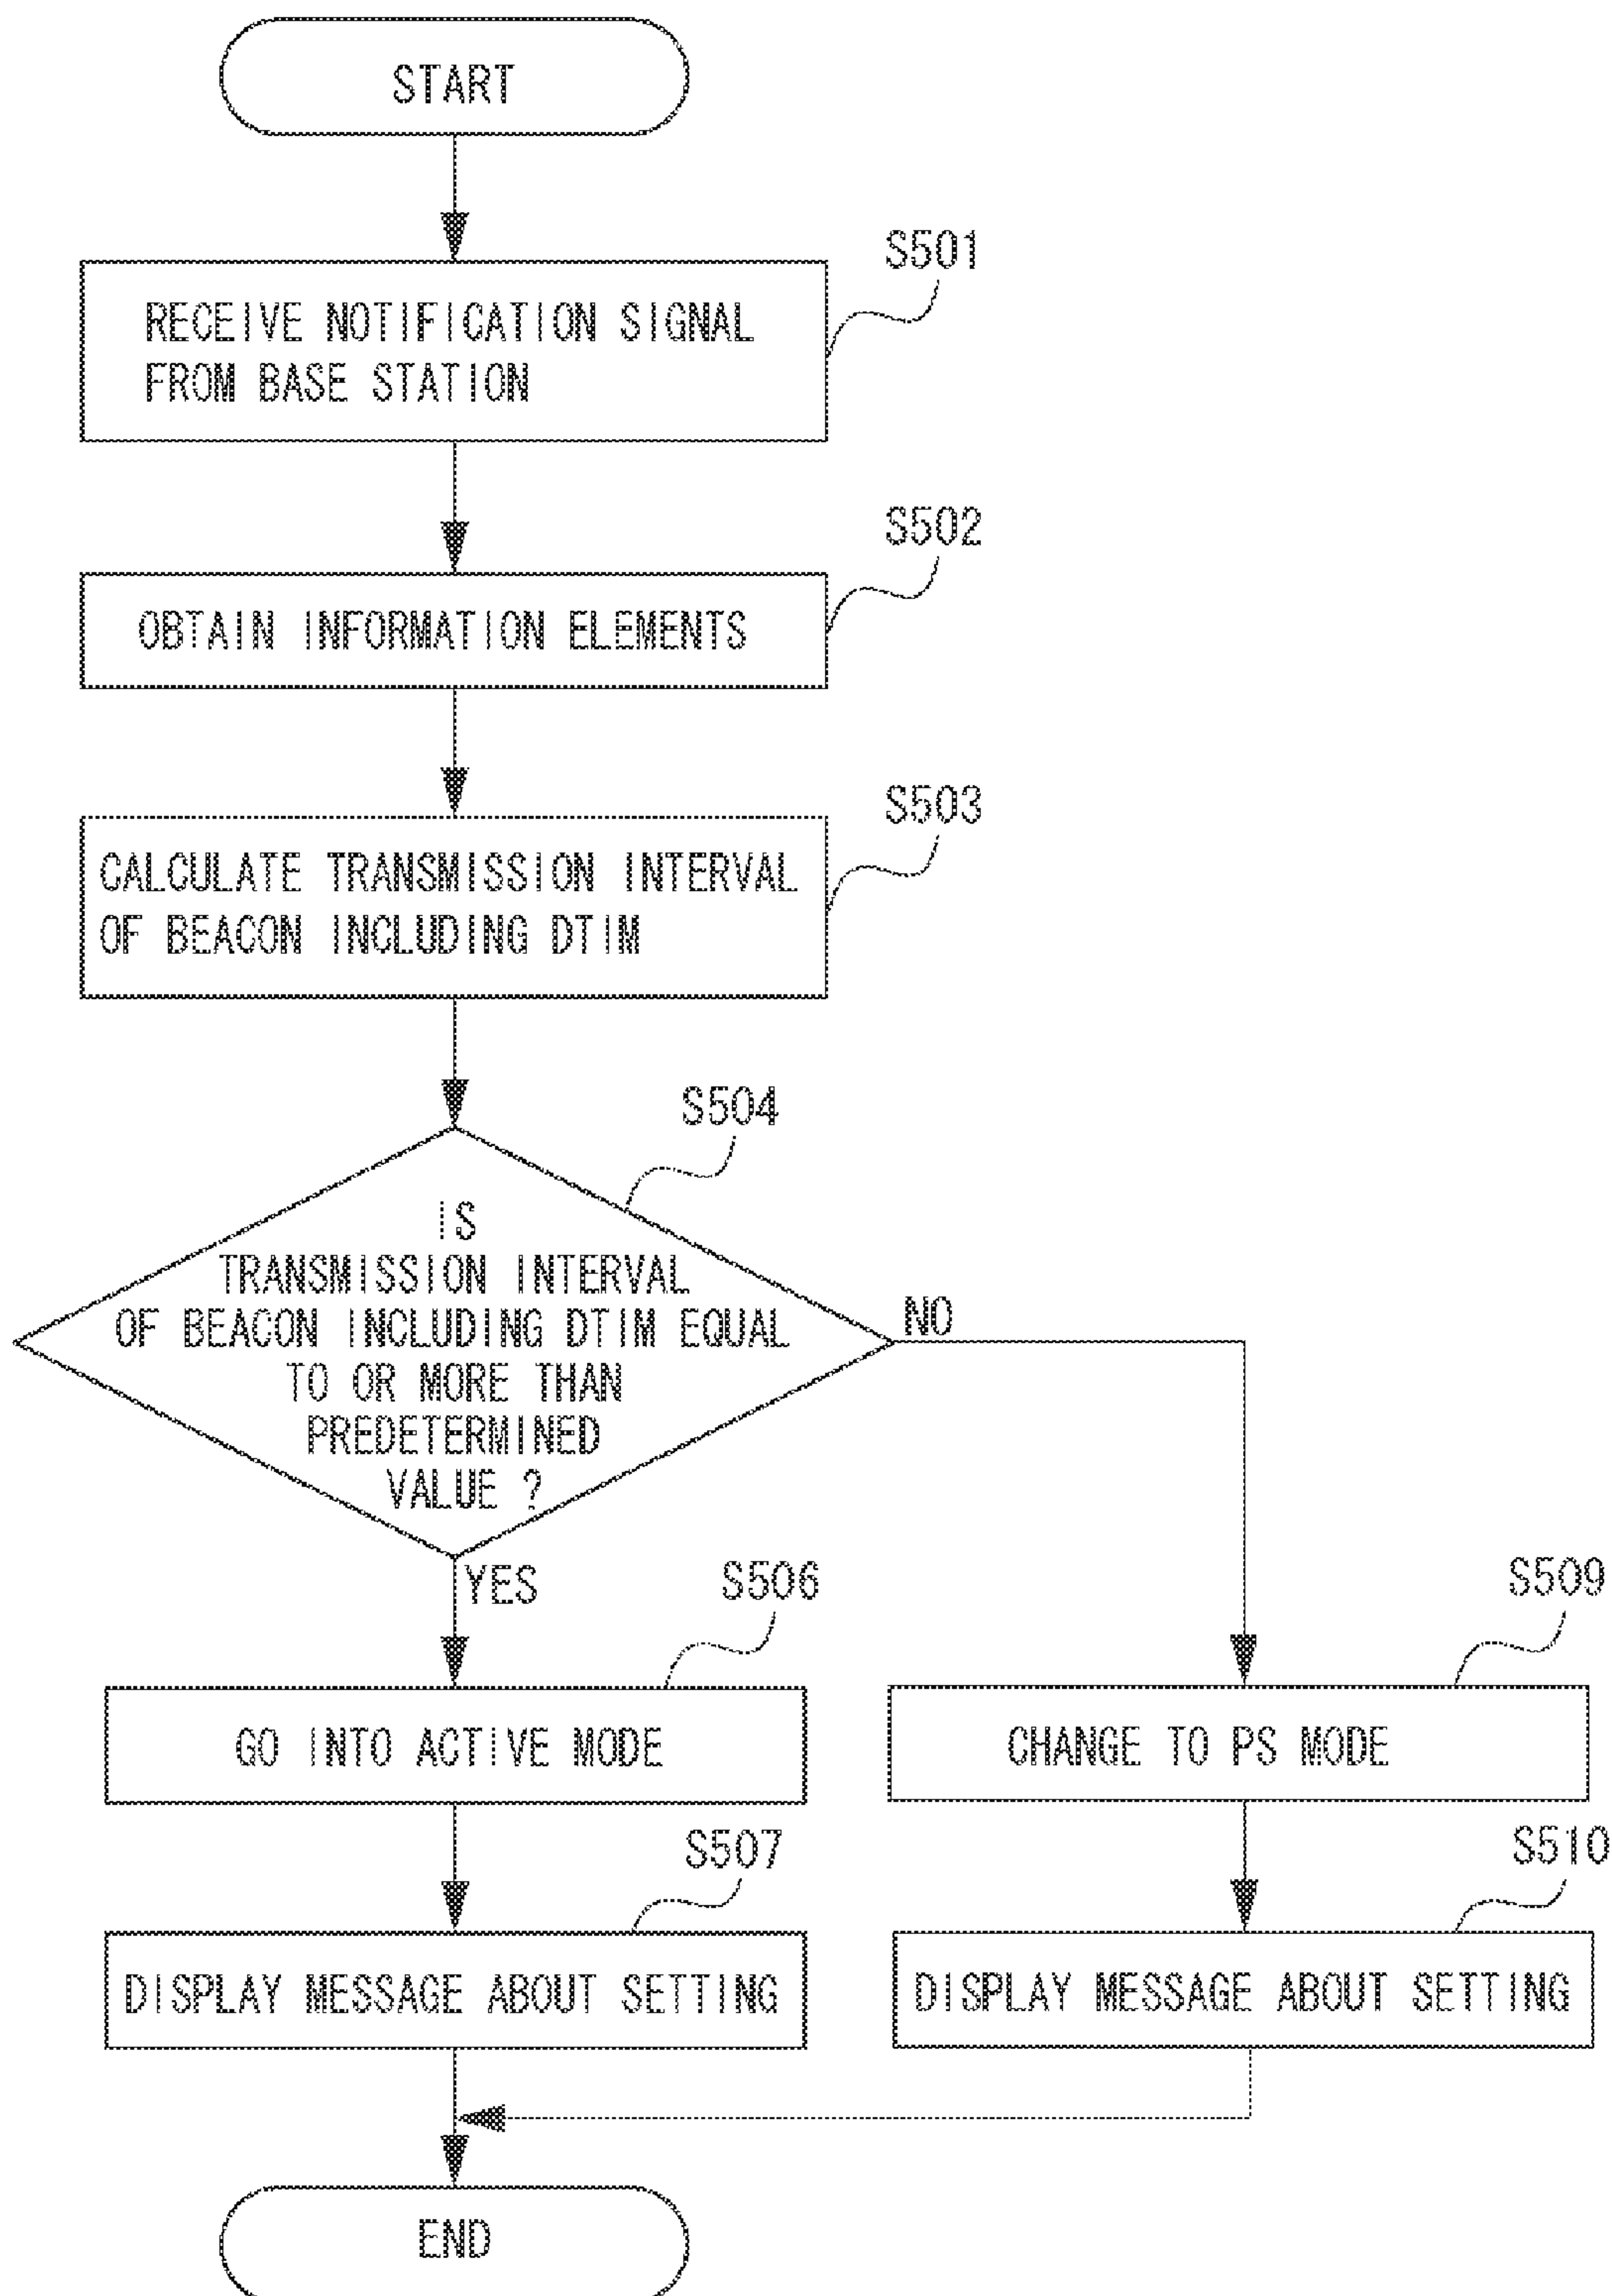 START
S501
RECEIVE NOTIFICATION SIGNAL
FROM BASE STATION
S502
OBTAIN INFORMATION ELEMENTS
S503
CALCULATE TRANSMISSION INTERVAL
OF BEACON INCLUDING DTIM
S504
IS
TRANSMISSION INTERVAL
OF BEACON INCLUDING DTIM EQUAL
TO OR MORE THAN
PREDETERMINED
VALUE ?
NO
YES
S506
GO INTO ACTIVE MODE
S509
CHANGE TO PS MODE
S507
DISPLAY MESSAGE ABOUT SETTING
S510
DISPLAY MESSAGE ABOUT SETTING
END